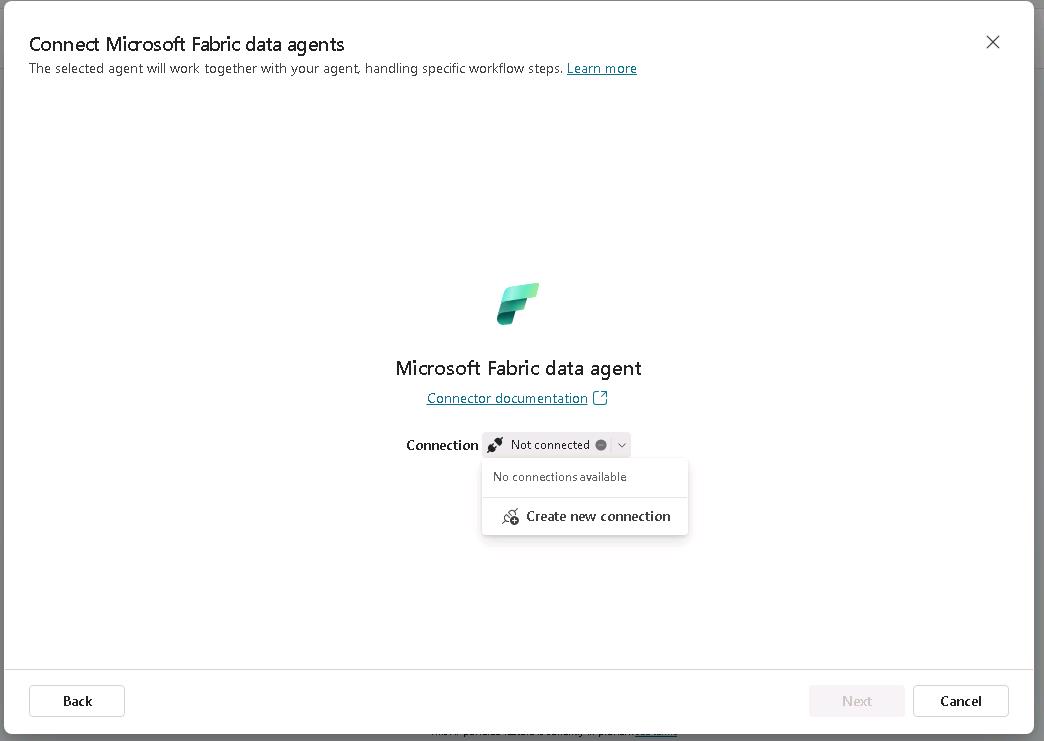 Connect Microsoft Fabric data agents
The selected agent will work together with your agent, handling specific workflow steps. Learn more
Microsoft Fabric data agent
Connector documentation
Connection Not connected
No connections available
Create new connection
Back Next Cancel